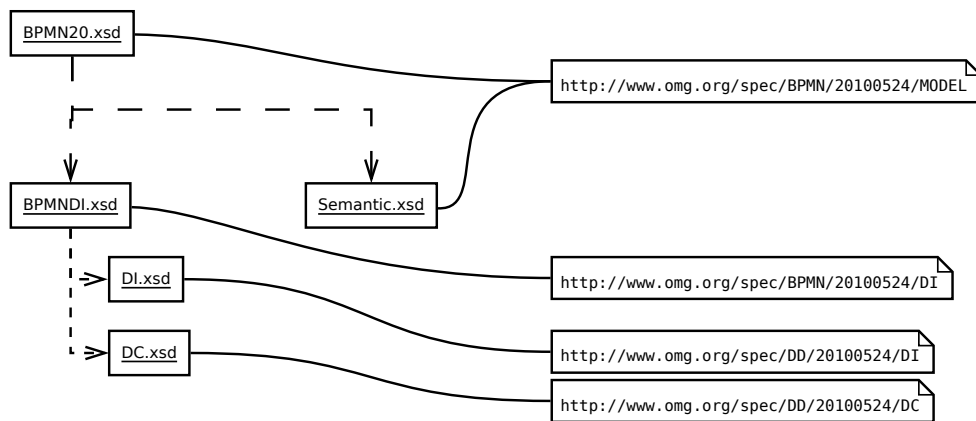 BPMN20.xsd
http://www.omg.org/spec/BPMN/20100524/MODEL
BPMNDI.xsd
Semantic.xsd
DI.xsd
http://www.omg.org/spec/BPMN/20100524/DI
DC.xsd
http://www.omg.org/spec/DD/20100524/DI
http://www.omg.org/spec/DD/20100524/DC